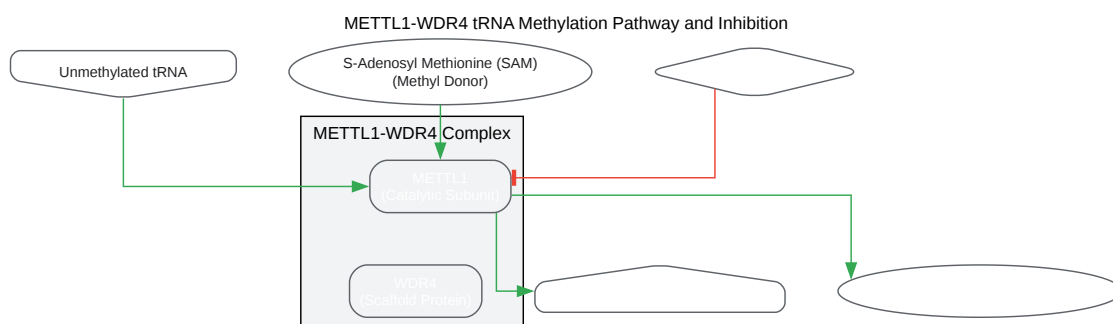 METTL1-WDR4 tRNA Methylation Pathway and Inhibition
Unmethylated tRNA
S-Adenosyl Methionine (SAM)
(Methyl Donor)
METTL1-WDR4 Complex
METTL1
(Catalytic Subunit)
WDR4
(Scaffold Protein)